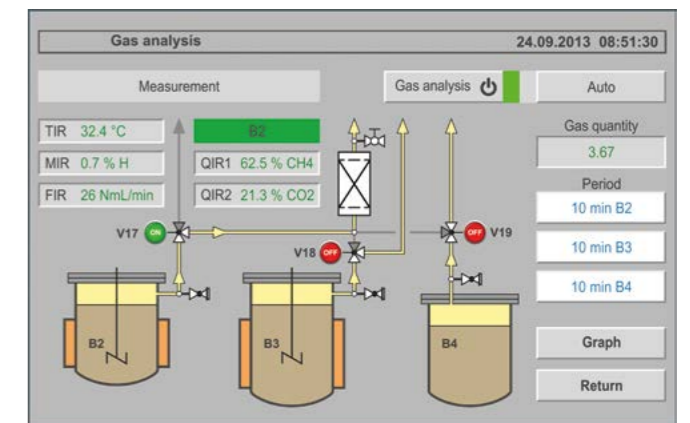 Gas analysis 24.09.2013 08:51:30
Measurement Gas analysis Auto
TIR 32.4 °C B2 Gas quantity
MIR 0.7 % H QIR1 62.5 % CH4 3.67
FIR 26 NmL/min QIR2 21.3 % CO2 Period
10 min B2
V17 ON OFF V19
V18 OFF 10 min B3
10 min B4
B2 B3 B4 Graph
Return